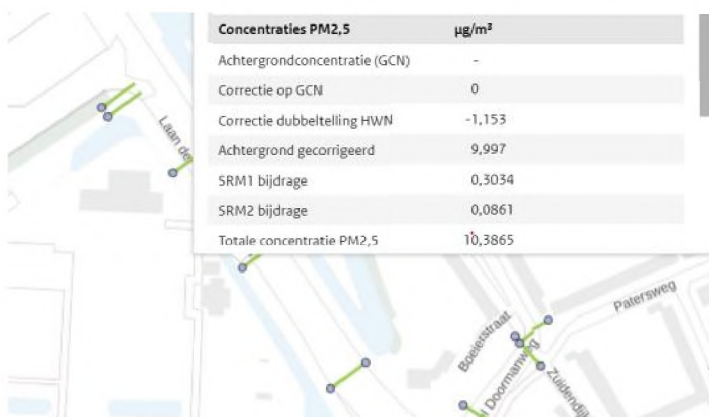 Concentraties PM2,5 µg/m³
Achtergrondconcentratie (GCN) -
Correctie op GCN 0
Correctie dubbeltelling HWN -1,153
Achtergrond gecorrigeerd 9,997
SRM1 bijdrage 0,3034
SRM2 bijdrage 0,0861
Totale concentratie PM2,5 10,3865
Laan de
Patersweg
Boeierstraat
Doormanweg
Zuidendijk